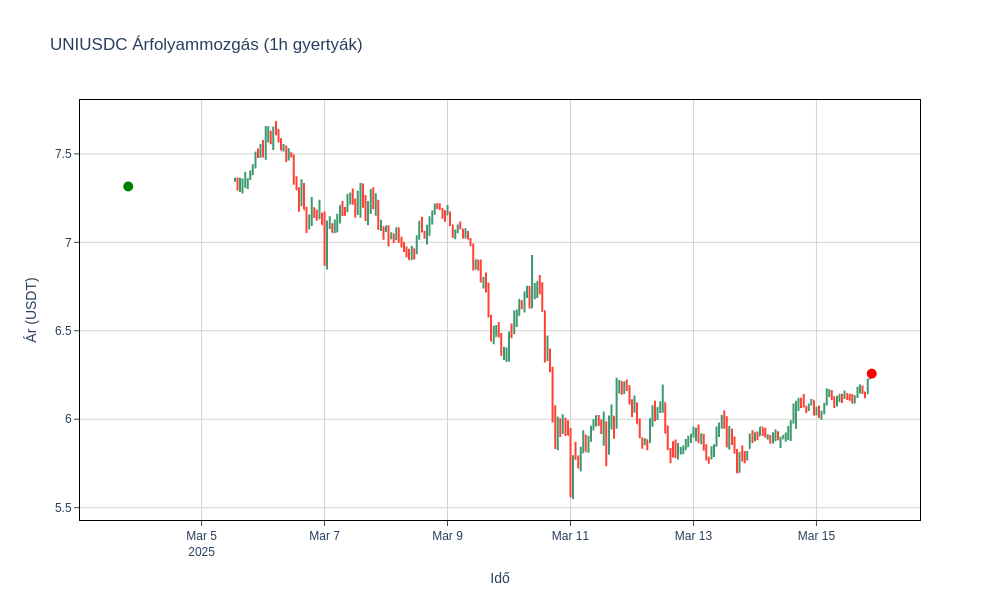 UNIUSDC Árfolyammozgás (1h gyertyák)
Ár (USDT)
7.5
7
6.5
6
5.5
Mar 5
2025
Mar 7
Mar 9
Mar 11
Mar 13
Mar 15
Idő